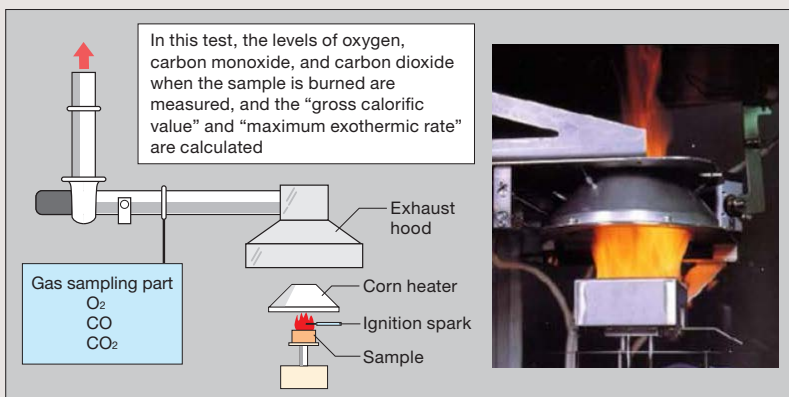 In this test, the levels of oxygen,
carbon monoxide, and carbon dioxide
when the sample is burned are
measured, and the “gross calorific
value” and “maximum exothermic rate”
are calculated
Exhaust
hood
Gas sampling part
O₂
CO
CO₂
Corn heater
Ignition spark
Sample